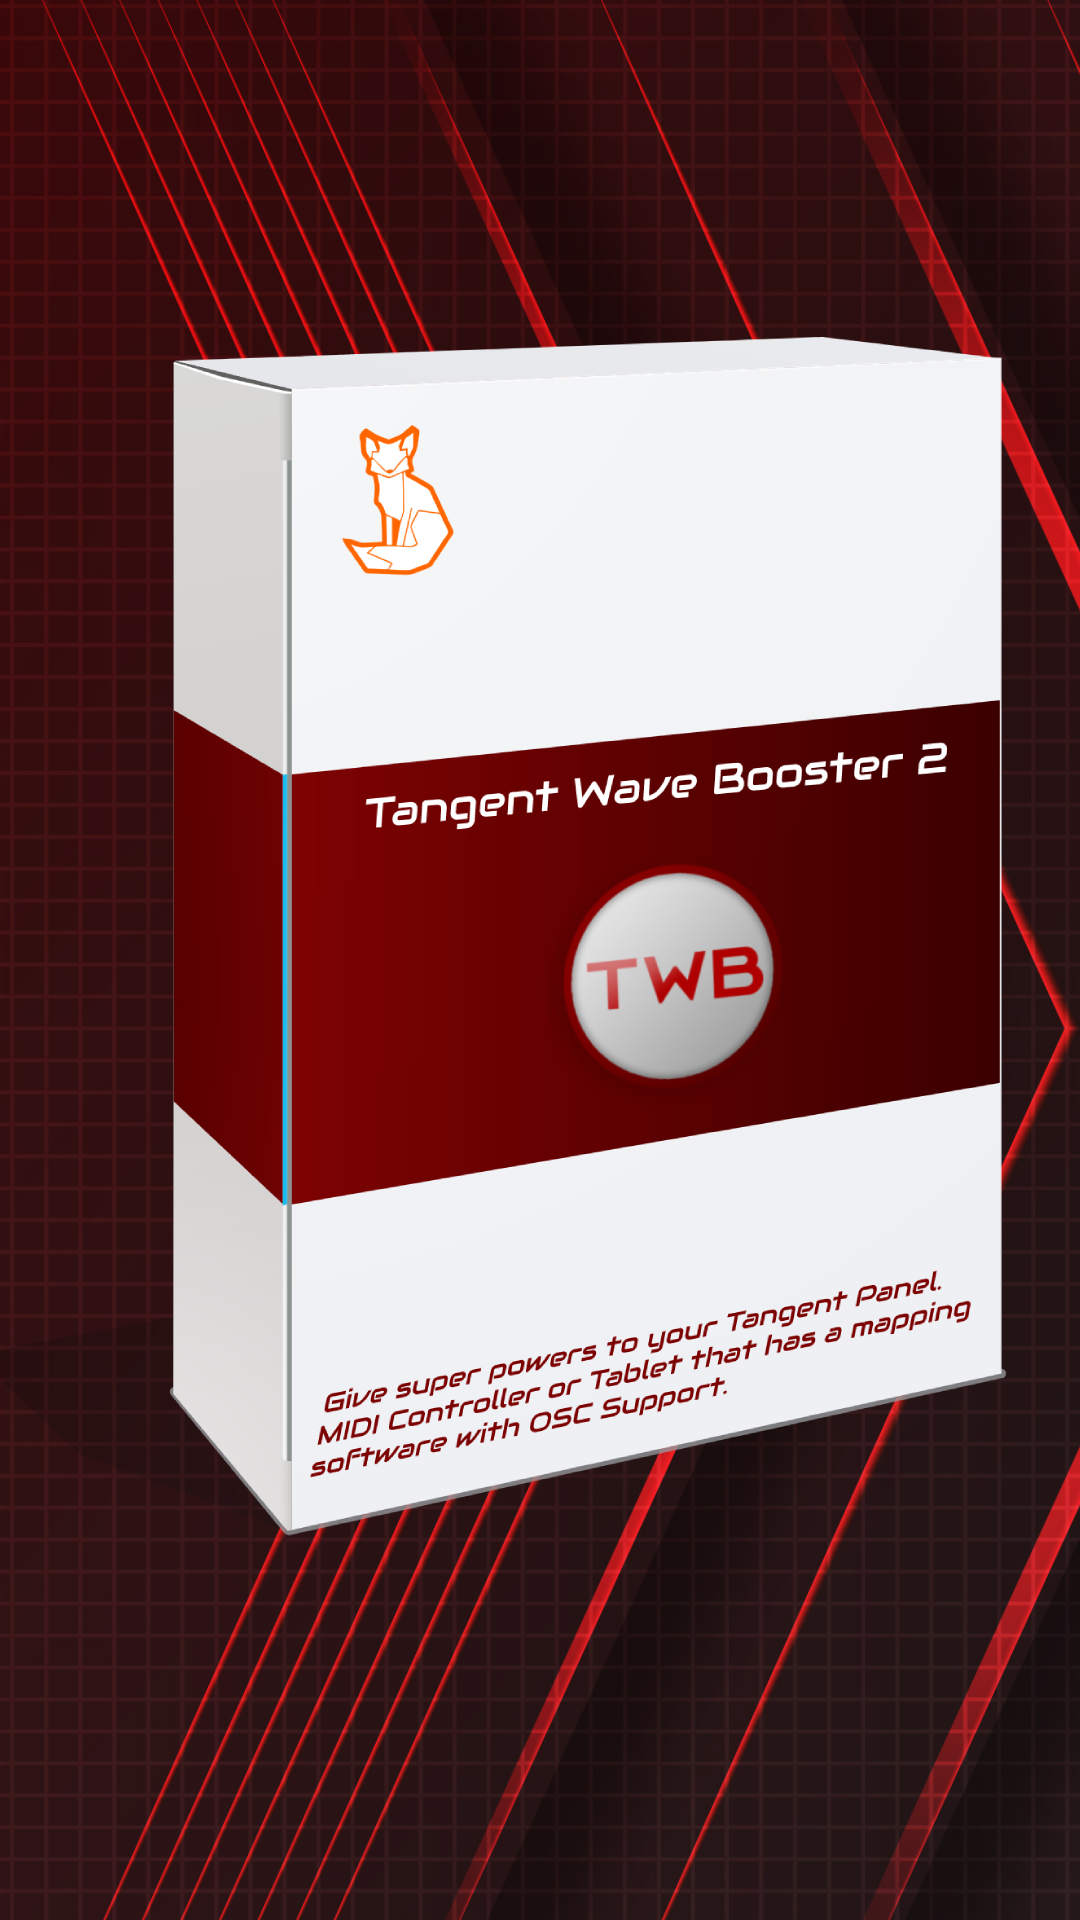 Tangent Wave Booster 2
TWB
Give super powers to your Tangent Panel.
MIDI Controller or Tablet that has a mapping
software with OSC Support.